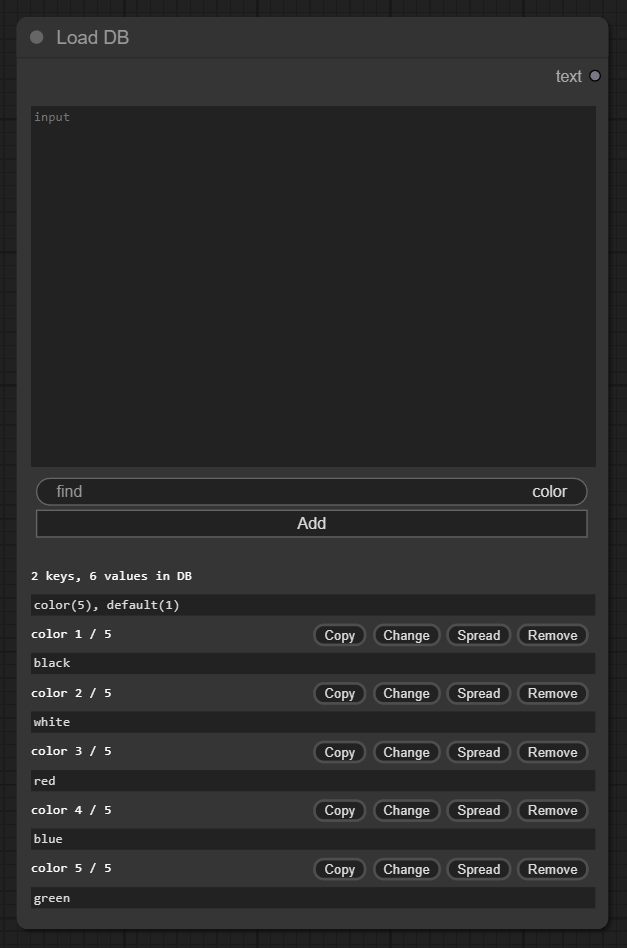 Load DB
text
input
find color
Add
2 keys, 6 values in DB
color(5), default(1)
color 1 / 5 Copy Change Spread Remove
black
color 2 / 5 Copy Change Spread Remove
white
color 3 / 5 Copy Change Spread Remove
red
color 4 / 5 Copy Change Spread Remove
blue
color 5 / 5 Copy Change Spread Remove
green